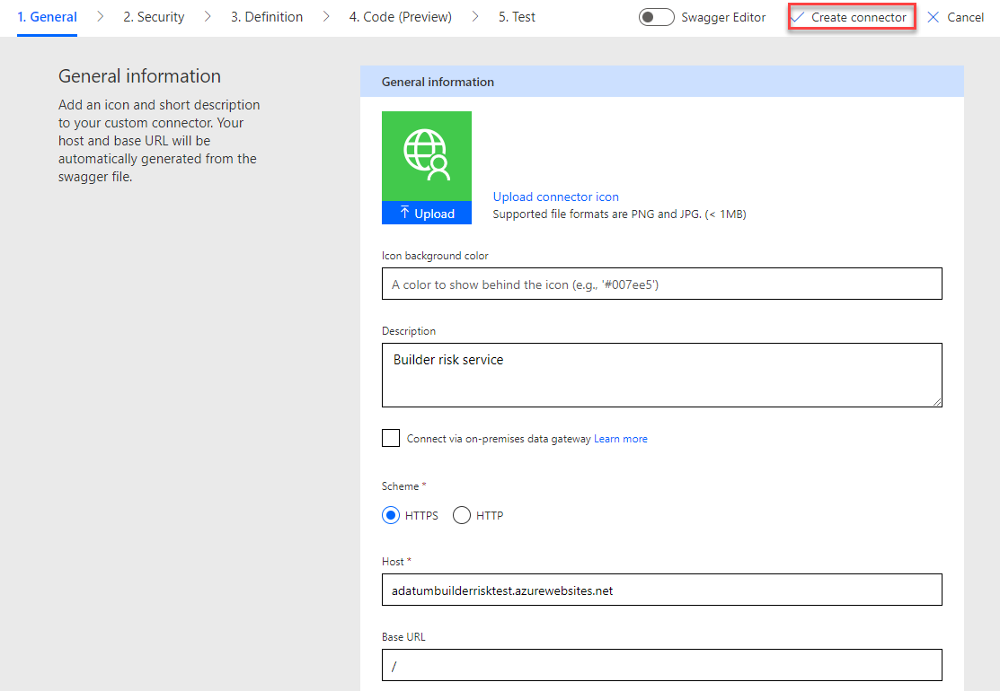 1. General
2. Security
3. Definition
4. Code (Preview)
5. Test
Swagger Editor
Create connector
Cancel
General information
Add an icon and short description
to your custom connector. Your
host and base URL will be
automatically generated from the
swagger file.
General information
Upload
Upload connector icon
Supported file formats are PNG and JPG. (< 1MB)
Icon background color
A color to show behind the icon (e.g., '#007ee5')
Description
Builder risk service
Connect via on-premises data gateway Learn more
Scheme *
HTTPS
HTTP
Host *
adatumbuilderrisktest.azurewebsites.net
Base URL
/